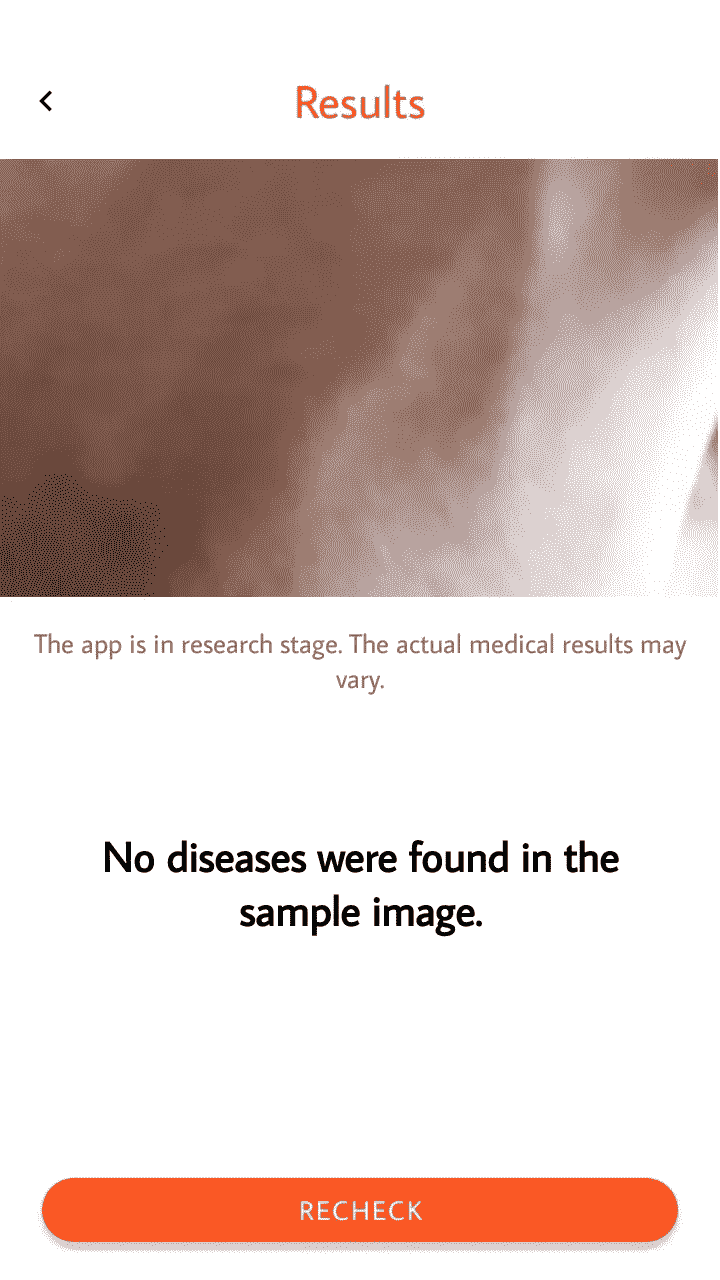 Results
The app is in research stage. The actual medical results may
vary.
No diseases were found in the
sample image.
RECHECK